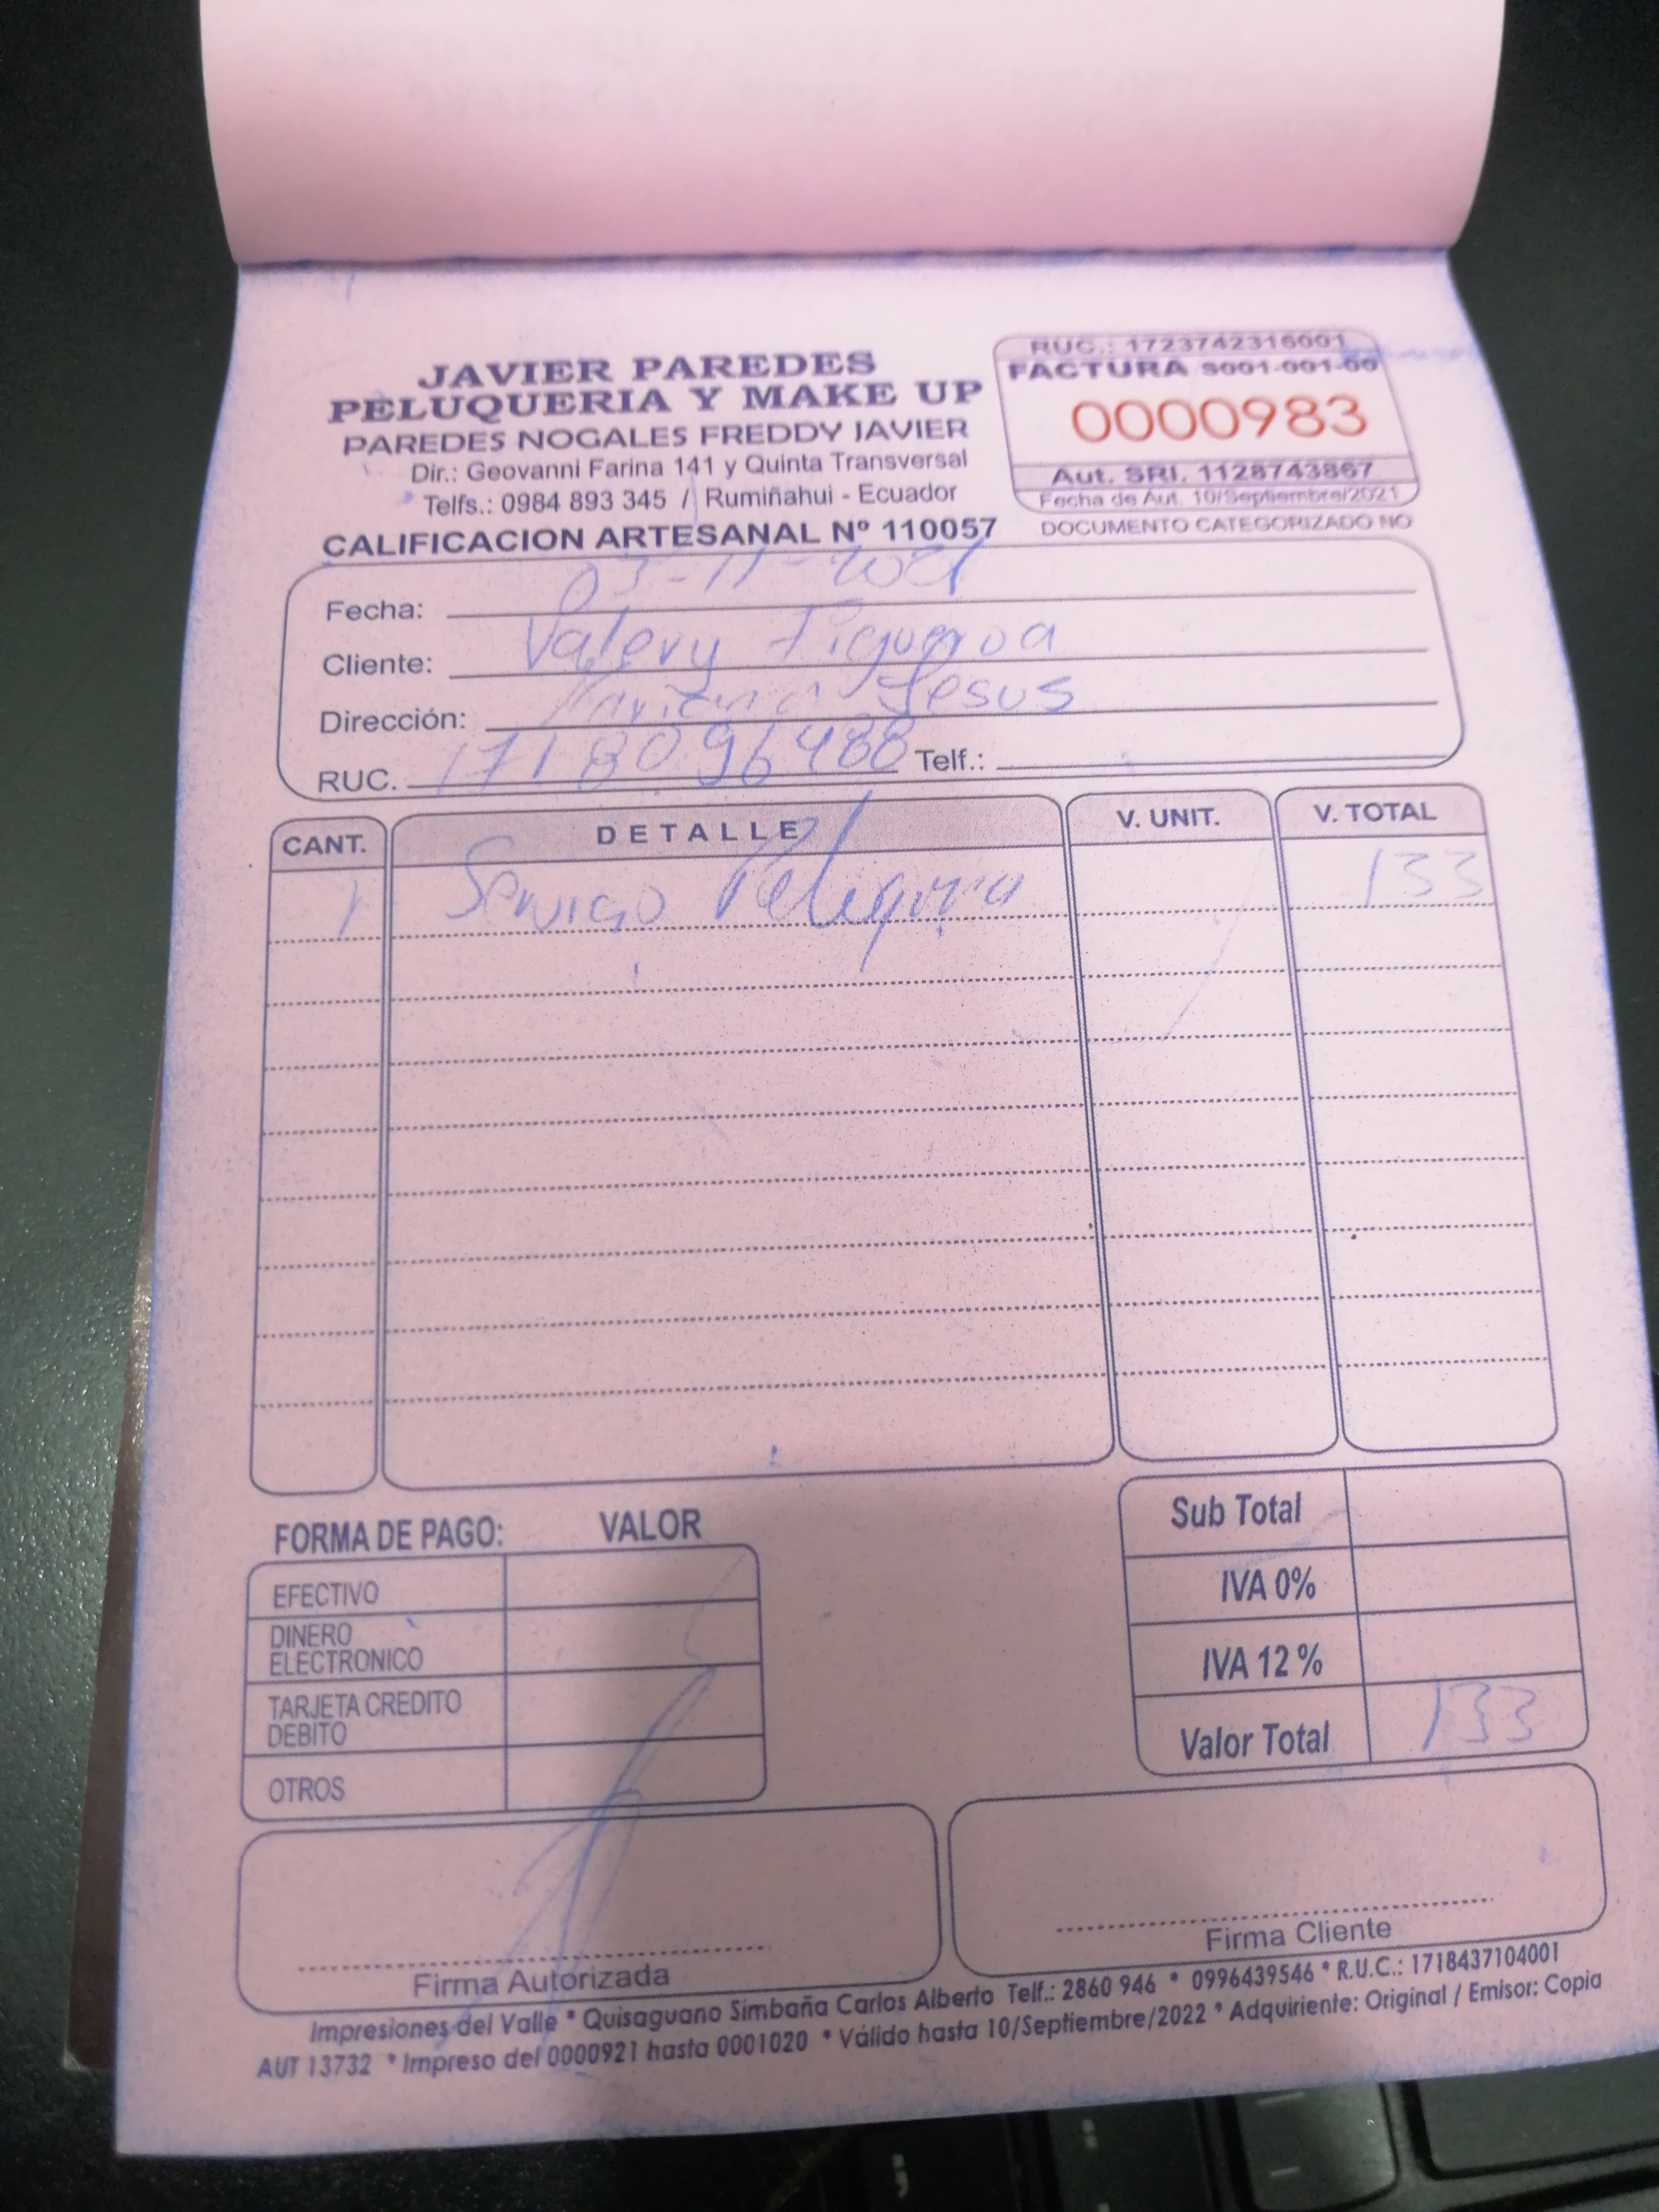 JAVIER PAREDES
PELUQUERIA Y MAKE UP
PAREDES NOGALES FREDDY JAVIER
Dir.: Geovanni Farina 141 y Quinta Transversal
Telfs.: 0984 893 345 / Rumiñahui - Ecuador
CALIFICACION ARTESANAL Nº 110057
RUC.: 1723742316001
FACTURA S001-001-00
0000983
Aut. SRI. 1128743867
Fecha de Aut. 10/Septiembre/2021
DOCUMENTO CATEGORIZADO NO
Fecha: 03-11-2021
Cliente: Valery Figueroa
Dirección: Jesus
RUC. 1718096488 Telf.:
CANT. DETALLE V. UNIT. V. TOTAL
1 Servicio 133
FORMA DE PAGO: VALOR
EFECTIVO
DINERO
ELECTRONICO
TARJETA CREDITO
DEBITO
OTROS
Sub Total
IVA 0%
IVA 12 %
Valor Total 133
Firma Autorizada
Firma Cliente
Impresiones del Valle * Quisaguano Simbaña Carlos Alberto Telf.: 2860 946 * 0996439546 * R.U.C.: 1718437104001
AUT 13732 * Impreso del 0000921 hasta 0001020 * Válido hasta 10/Septiembre/2022 * Adquiriente: Original / Emisor: Copia